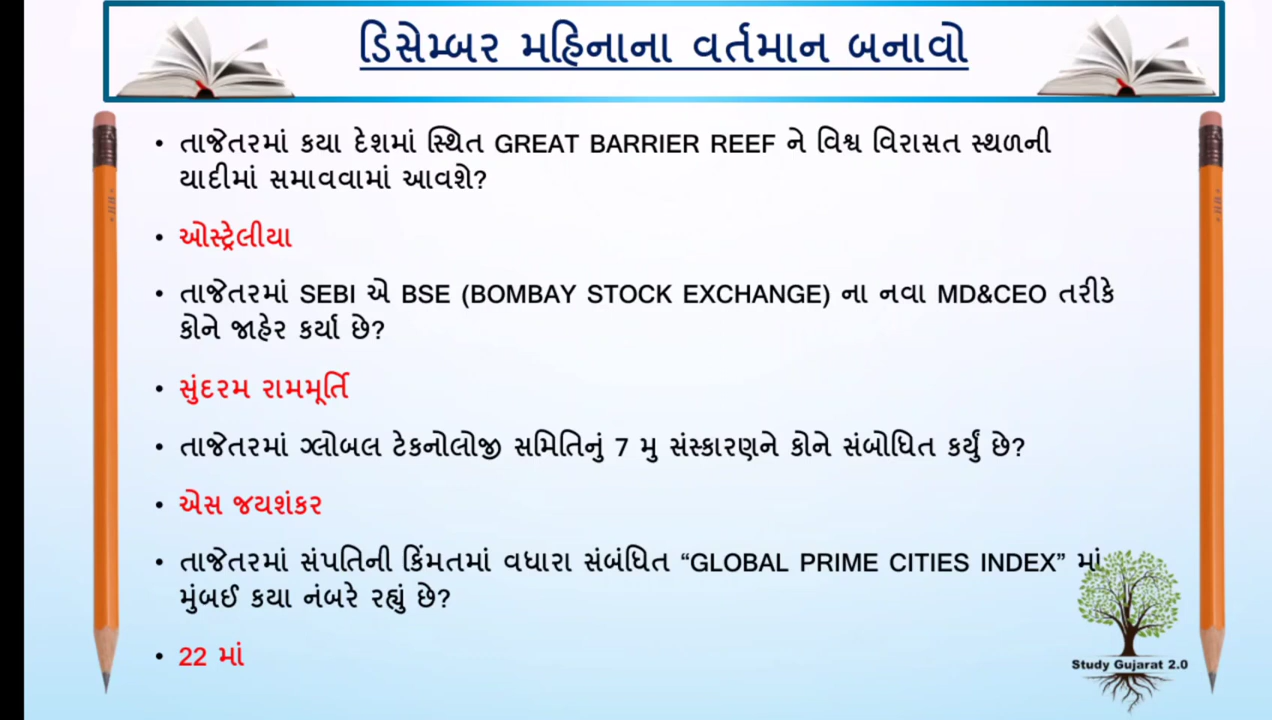 ડિસેમ્બર મહિનાના વર્તમાન બનાવો
• તાજેતરમાં કયા દેશમાં સ્થિત GREAT BARRIER REEF ને વિશ્વ વિરાસત સ્થળની
યાદીમાં સમાવવામાં આવશે?
• ઓસ્ટ્રેલીયા
• તાજેતરમાં SEBI એ BSE (BOMBAY STOCK EXCHANGE) ના નવા MD&CEO તરીકે
કોને જાહેર કર્યા છે?
• સુંદરમ રામમૂર્તિ
• તાજેતરમાં ગ્લોબલ ટેકનોલોજી સમિતિનું 7 મુ સંસ્કારણને કોને સંબોધિત કર્યું છે?
• એસ જયશંકર
• તાજેતરમાં સંપતિની કિંમતમાં વધારા સંબંધિત “GLOBAL PRIME CITIES INDEX” માં
મુંબઈ કયા નંબરે રહ્યું છે?
• 22 માં
Study Gujarat 2.0